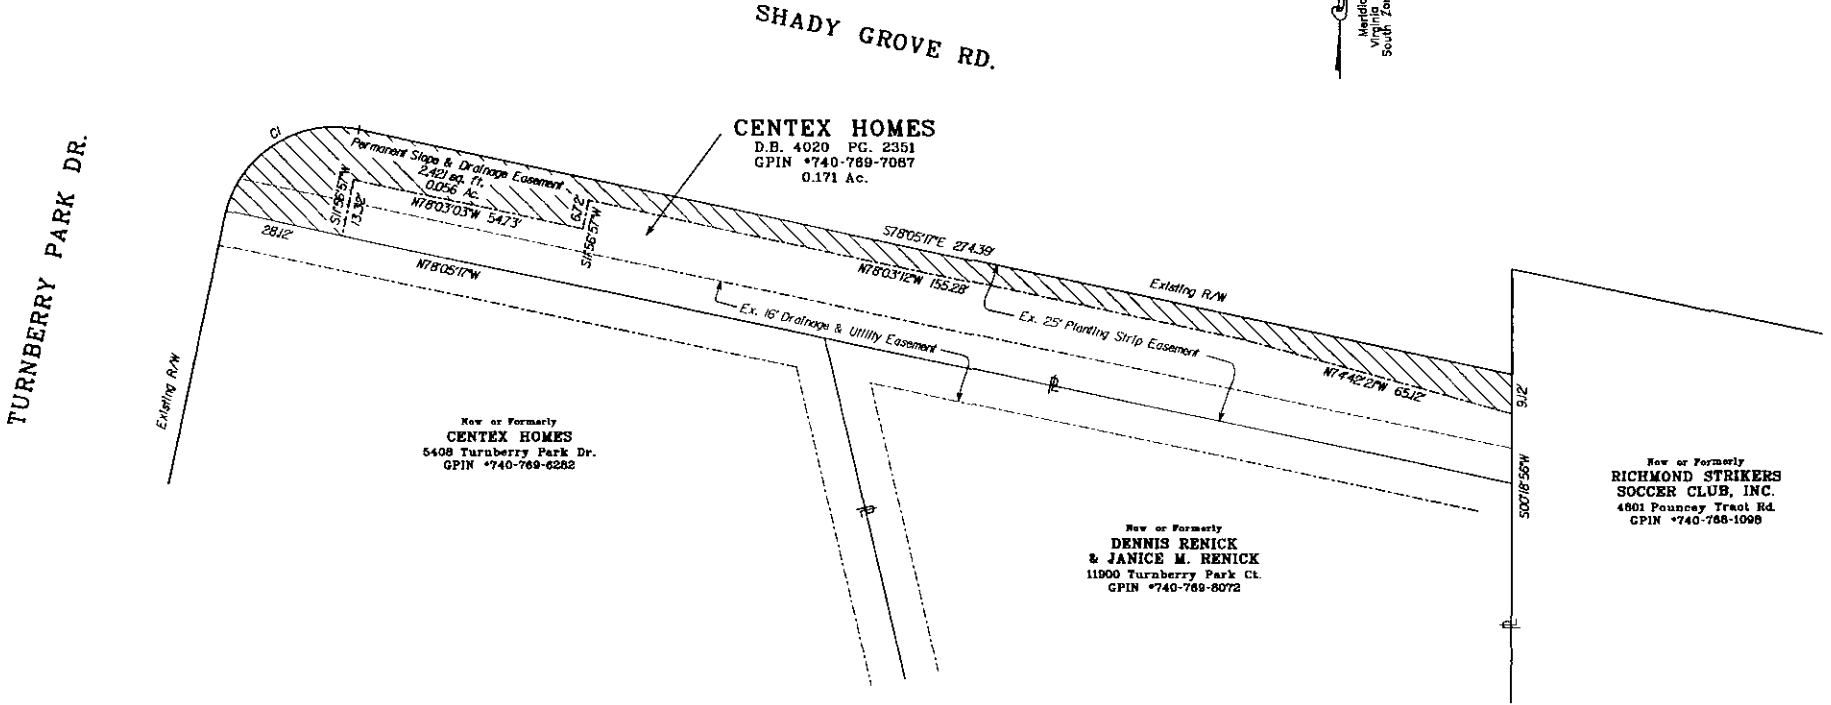 SHADY GROVE RD.
Virginia
TURNBERRY PARK DR.
C1
CENTEX HOMES
D.B. 4020 PG. 2351
GPIN *740-769-7087
0.171 Ac.
Permanent Slope & Drainage Easement
2,421 sq. ft.
0.056 Ac.
S11°56'57"W
13.32'
N78°03'03"W 54.73'
6.72'
S11°56'57"W
28.12'
N78°05'17"W
S78°05'17"E 274.39'
N78°03'12"W 155.28'
Existing R/W
Ex. 16' Drainage & Utility Easement
Ex. 25' Planting Strip Easement
N74°42'21"W 65.12'
9.12'
S00°18'56"W
Existing R/W
Now or Formerly
CENTEX HOMES
5408 Turnberry Park Dr.
GPIN *740-769-6282
Now or Formerly
DENNIS RENICK
& JANICE M. RENICK
11900 Turnberry Park Ct.
GPIN *740-769-8072
Now or Formerly
RICHMOND STRIKERS
SOCCER CLUB, INC.
4801 Pouncey Tract Rd.
GPIN *740-768-1098